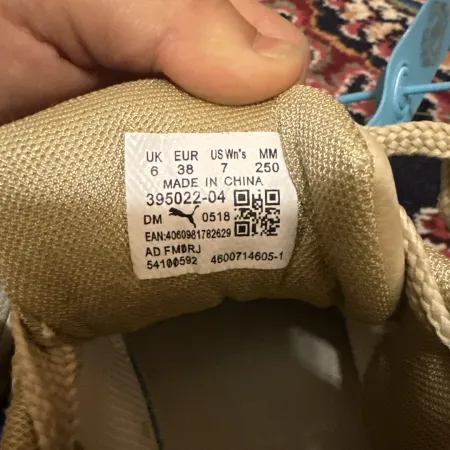 UK EUR US Wn's MM
6 38 7 250
MADE IN CHINA
395022-04
DM 0518
EAN:4060981782629
AD FM0RJ
54100592 4600714605-1